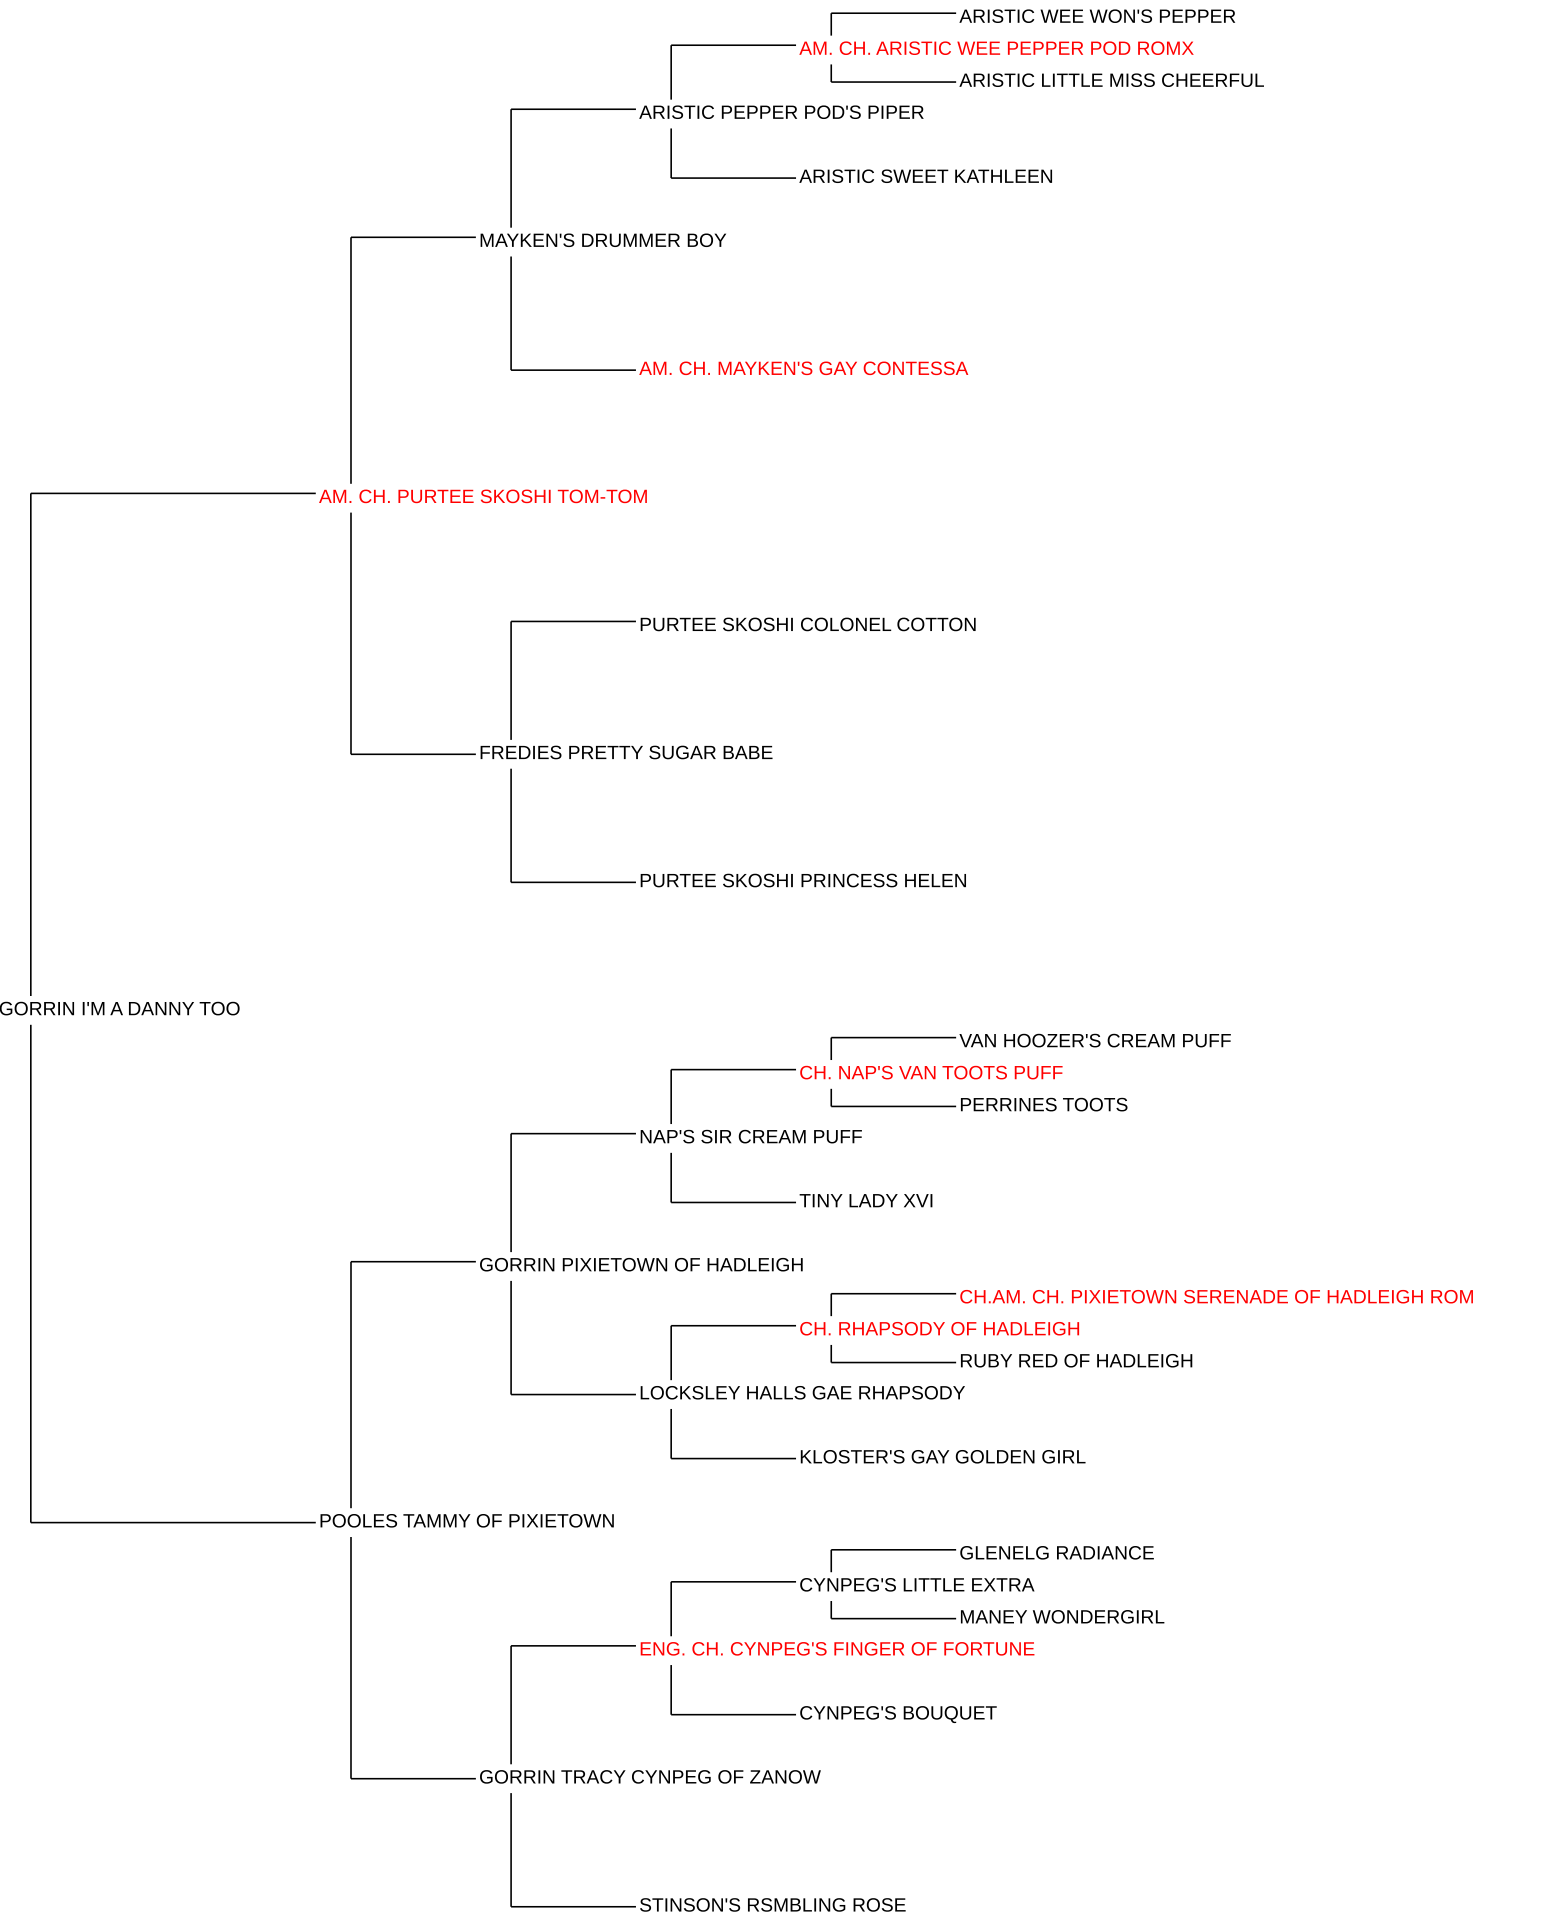 ARISTIC WEE WON'S PEPPER
AM. CH. ARISTIC WEE PEPPER POD ROMX
ARISTIC LITTLE MISS CHEERFUL
ARISTIC PEPPER POD'S PIPER
ARISTIC SWEET KATHLEEN
MAYKEN'S DRUMMER BOY
AM. CH. MAYKEN'S GAY CONTESSA
AM. CH. PURTEE SKOSHI TOM-TOM
PURTEE SKOSHI COLONEL COTTON
FREDIES PRETTY SUGAR BABE
PURTEE SKOSHI PRINCESS HELEN
GORRIN I'M A DANNY TOO
VAN HOOZER'S CREAM PUFF
CH. NAP'S VAN TOOTS PUFF
PERRINES TOOTS
NAP'S SIR CREAM PUFF
TINY LADY XVI
GORRIN PIXIETOWN OF HADLEIGH
CH.AM. CH. PIXIETOWN SERENADE OF HADLEIGH ROM
CH. RHAPSODY OF HADLEIGH
RUBY RED OF HADLEIGH
LOCKSLEY HALLS GAE RHAPSODY
KLOSTER'S GAY GOLDEN GIRL
POOLES TAMMY OF PIXIETOWN
GLENELG RADIANCE
CYNPEG'S LITTLE EXTRA
MANEY WONDERGIRL
ENG. CH. CYNPEG'S FINGER OF FORTUNE
CYNPEG'S BOUQUET
GORRIN TRACY CYNPEG OF ZANOW
STINSON'S RSMBLING ROSE